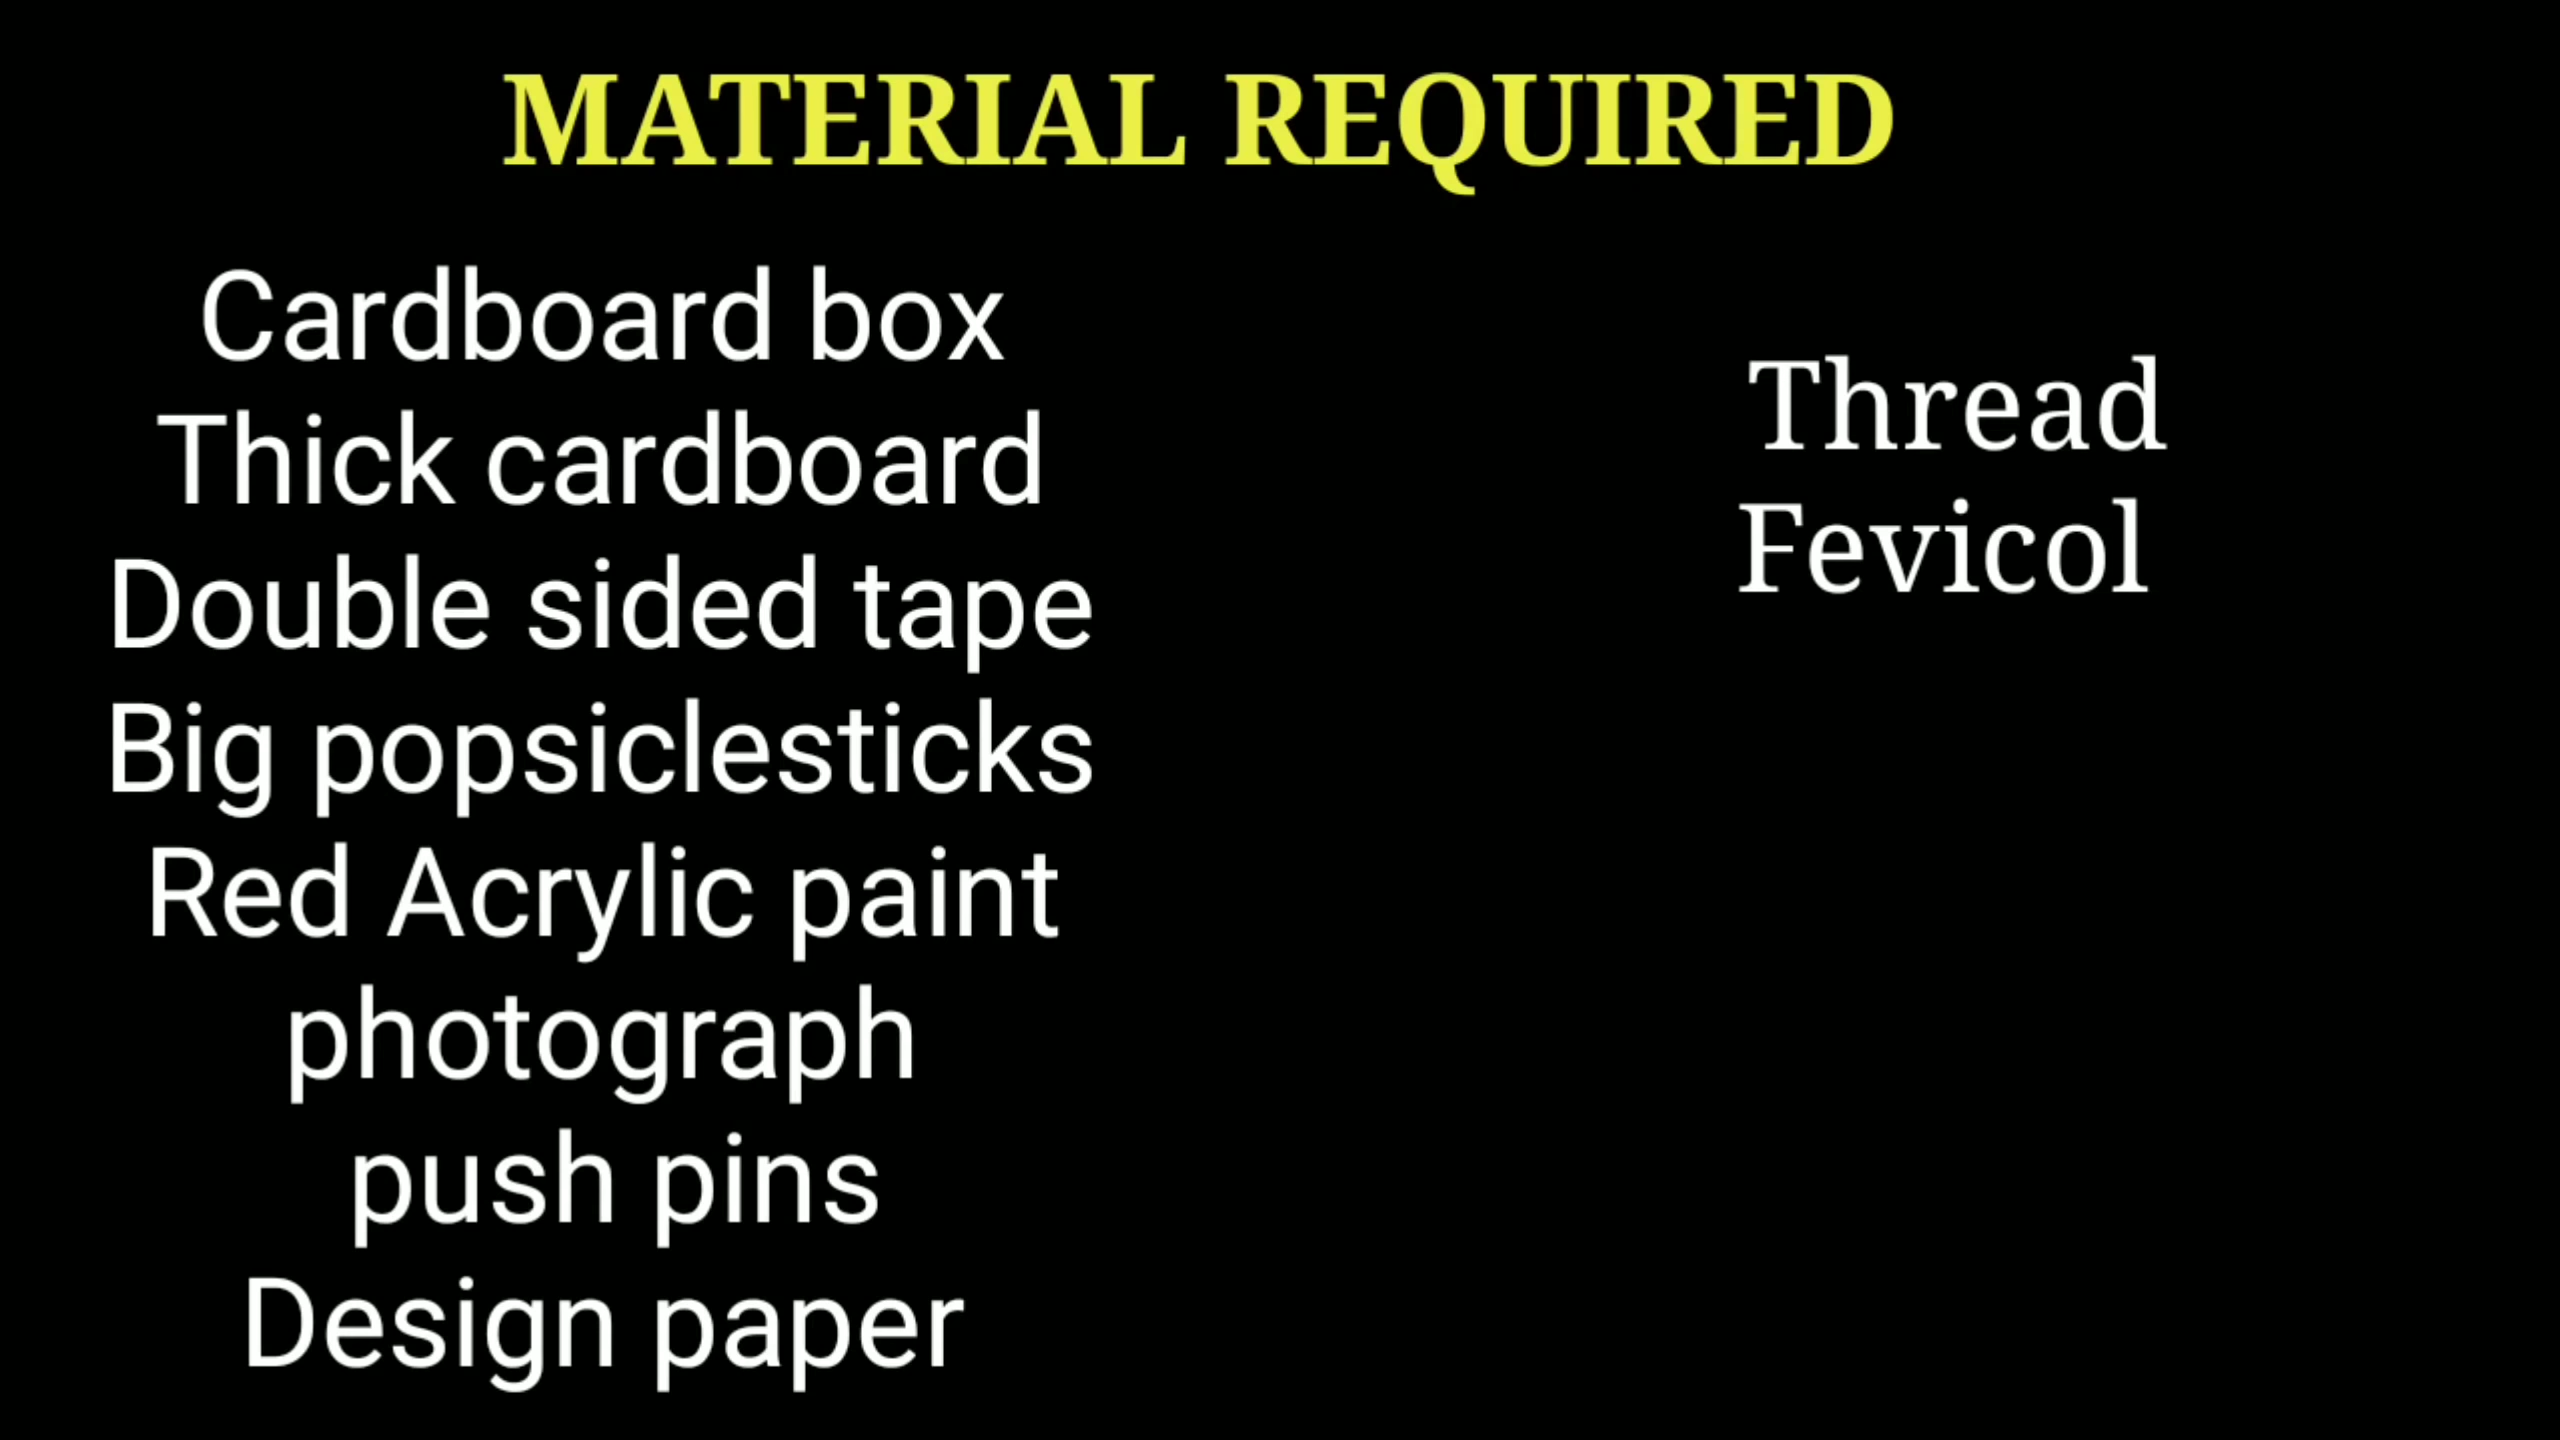 MATERIAL REQUIRED
Cardboard box
Thick cardboard
Double sided tape
Big popsiclesticks
Red Acrylic paint
photograph
push pins
Design paper
Thread
Fevicol